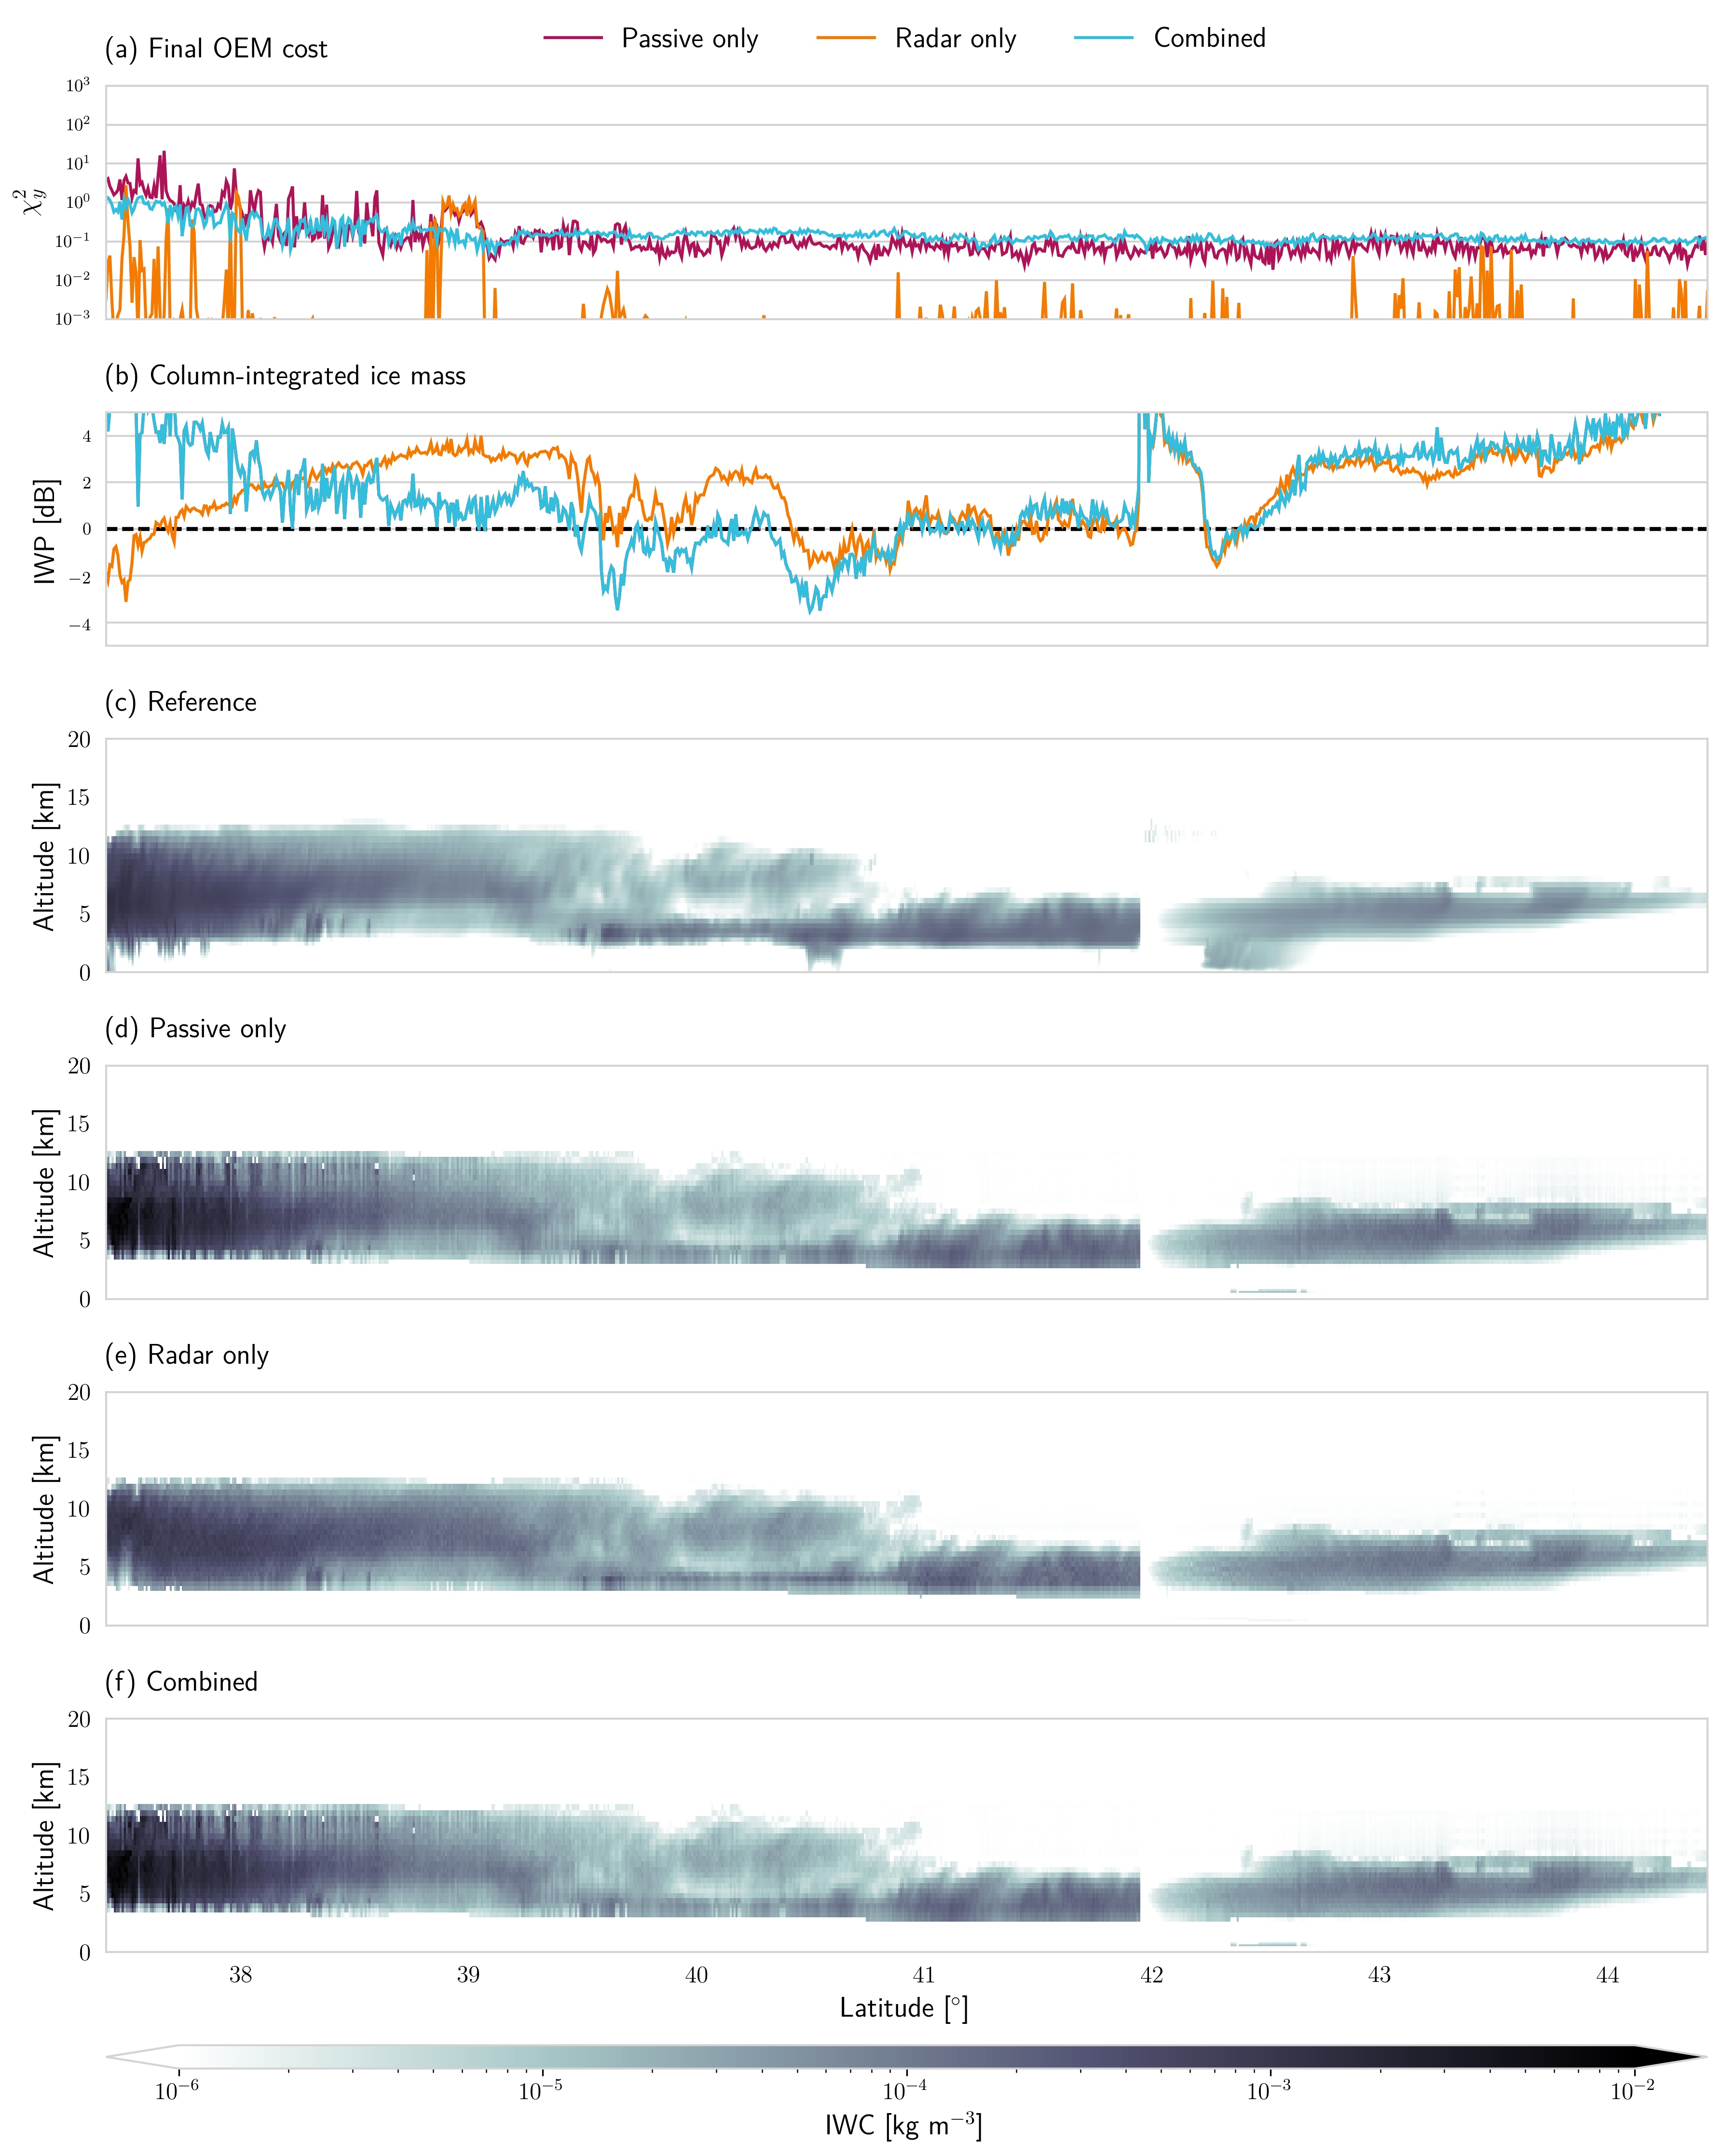 (a) Final OEM cost
Passive only
Radar only
Combined
10³
10²
10¹
10⁰
10⁻¹
10⁻²
10⁻³
χ²y
(b) Column-integrated ice mass
4
2
0
−2
−4
IWP [dB]
(c) Reference
20
15
10
5
0
Altitude [km]
(d) Passive only
20
15
10
5
0
Altitude [km]
(e) Radar only
20
15
10
5
0
Altitude [km]
(f) Combined
20
15
10
5
0
Altitude [km]
38 39 40 41 42 43 44
Latitude [°]
10⁻⁶ 10⁻⁵ 10⁻⁴ 10⁻³ 10⁻²
IWC [kg m⁻³]